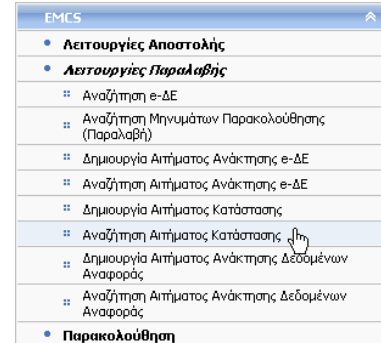 EMCS
Λειτουργίες Αποστολής
Λειτουργίες Παραλαβής
Αναζήτηση e-ΔΕ
Αναζήτηση Μηνυμάτων Παρακολούθησης
(Παραλαβή)
Δημιουργία Αιτήματος Ανάκτησης e-ΔΕ
Αναζήτηση Αιτήματος Ανάκτησης e-ΔΕ
Δημιουργία Αιτήματος Κατάστασης
Αναζήτηση Αιτήματος Κατάστασης
Δημιουργία Αιτήματος Ανάκτησης Δεδομένων
Αναφοράς
Αναζήτηση Αιτήματος Ανάκτησης Δεδομένων
Αναφοράς
Παρακολούθηση